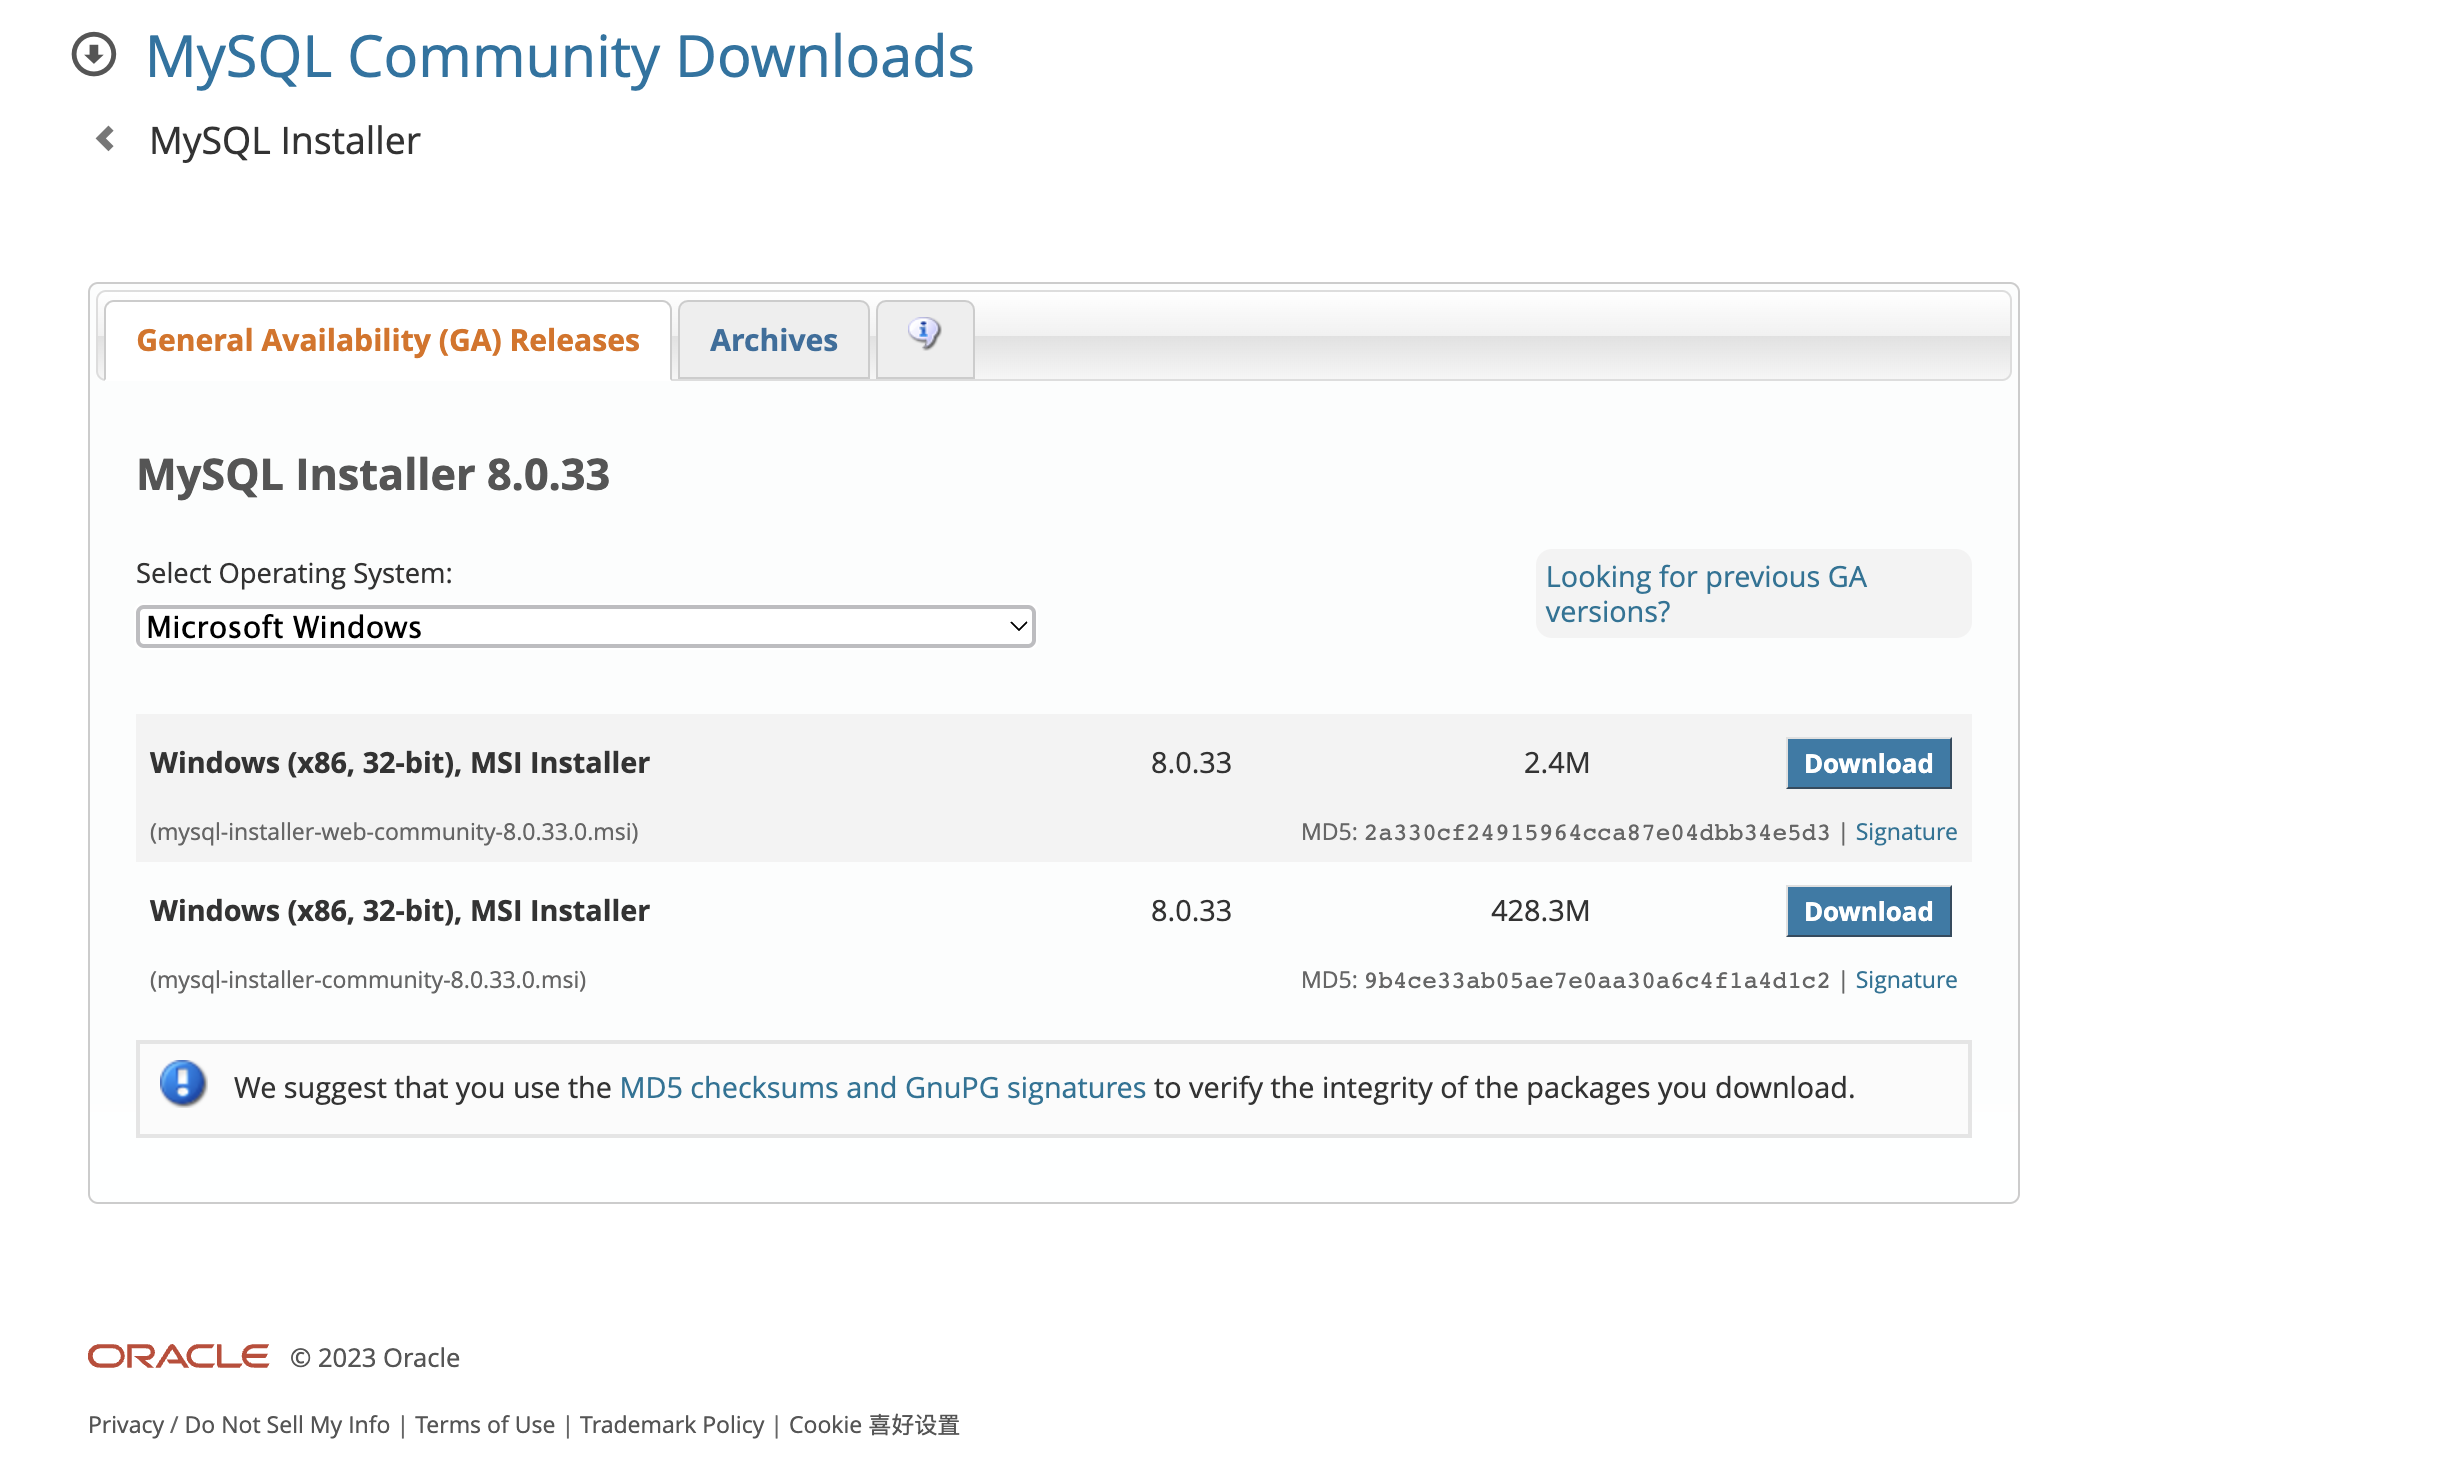 MySQL Community Downloads
MySQL Installer
General Availability (GA) Releases
Archives
MySQL Installer 8.0.33
Select Operating System:
Microsoft Windows
Looking for previous GA
versions?
Windows (x86, 32-bit), MSI Installer 8.0.33 2.4M Download
(mysql-installer-web-community-8.0.33.0.msi) MD5: 2a330cf24915964cca87e04dbb34e5d3 | Signature
Windows (x86, 32-bit), MSI Installer 8.0.33 428.3M Download
(mysql-installer-community-8.0.33.0.msi) MD5: 9b4ce33ab05ae7e0aa30a6c4f1a4d1c2 | Signature
We suggest that you use the MD5 checksums and GnuPG signatures to verify the integrity of the packages you download.
ORACLE © 2023 Oracle
Privacy / Do Not Sell My Info | Terms of Use | Trademark Policy | Cookie 喜好设置